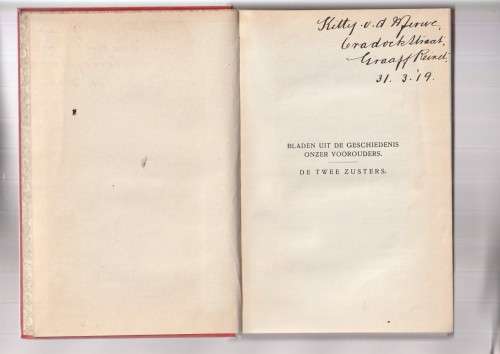 Kitty v. d. Merwe,
Cradock Straat,
Graaff Reinet.
31. 3. '19.
BLADEN UIT DE GESCHIEDENIS
ONZER VOOROUDERS.
DE TWEE ZUSTERS.